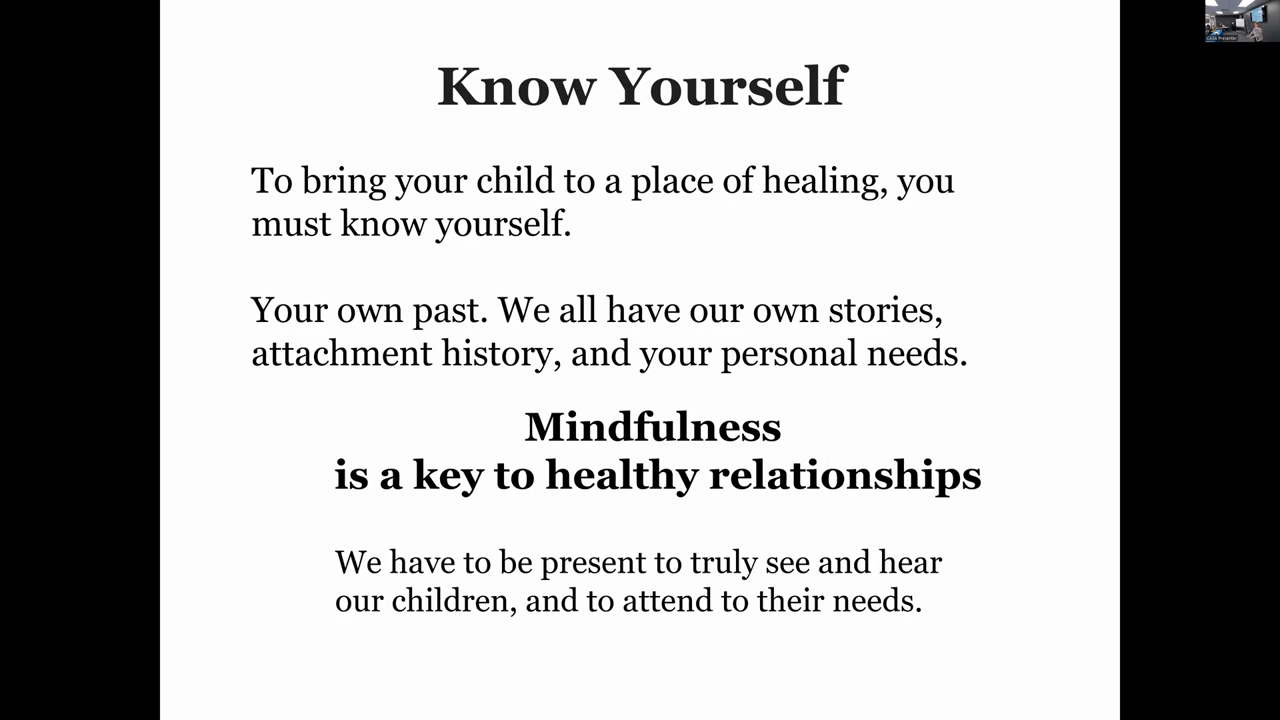 Know Yourself
To bring your child to a place of healing, you
must know yourself.
Your own past. We all have our own stories,
attachment history, and your personal needs.
Mindfulness
is a key to healthy relationships
We have to be present to truly see and hear
our children, and to attend to their needs.
CASA Presenter